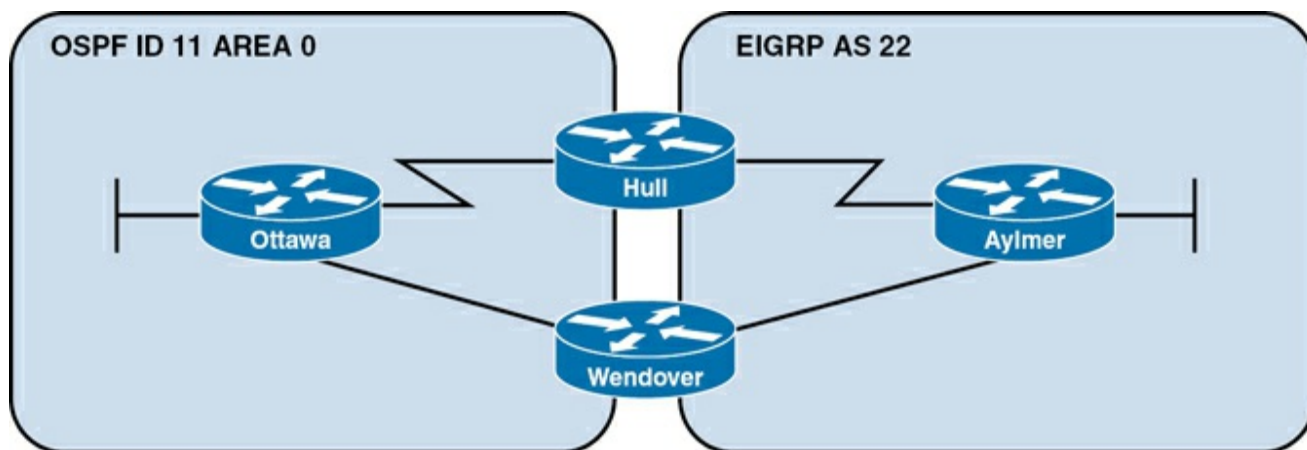 OSPF ID 11 AREA 0
EIGRP AS 22
Hull
Ottawa
Aylmer
Wendover